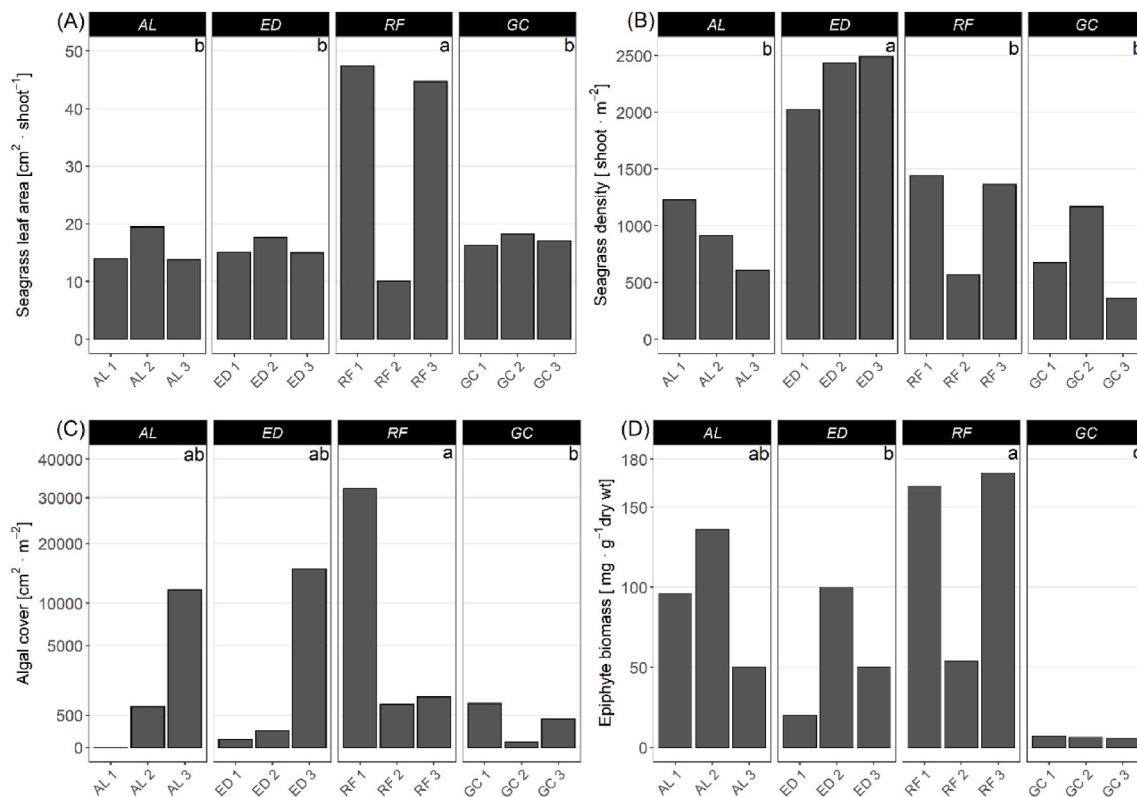 (A) AL ED RF GC
b b a b
Seagrass leaf area [cm² · shoot⁻¹]
50
40
30
20
10
0
AL 1 AL 2 AL 3 ED 1 ED 2 ED 3 RF 1 RF 2 RF 3 GC 1 GC 2 GC 3
(B) AL ED RF GC
b a b b
Seagrass density [ shoot · m⁻²]
2500
2000
1500
1000
500
0
AL 1 AL 2 AL 3 ED 1 ED 2 ED 3 RF 1 RF 2 RF 3 GC 1 GC 2 GC 3
(C) AL ED RF GC
ab ab a b
Algal cover [cm² · m⁻²]
40000
30000
20000
10000
5000
500
0
AL 1 AL 2 AL 3 ED 1 ED 2 ED 3 RF 1 RF 2 RF 3 GC 1 GC 2 GC 3
(D) AL ED RF GC
ab b a
Epiphyte biomass [ mg · g⁻¹dry wt]
180
150
100
50
0
AL 1 AL 2 AL 3 ED 1 ED 2 ED 3 RF 1 RF 2 RF 3 GC 1 GC 2 GC 3